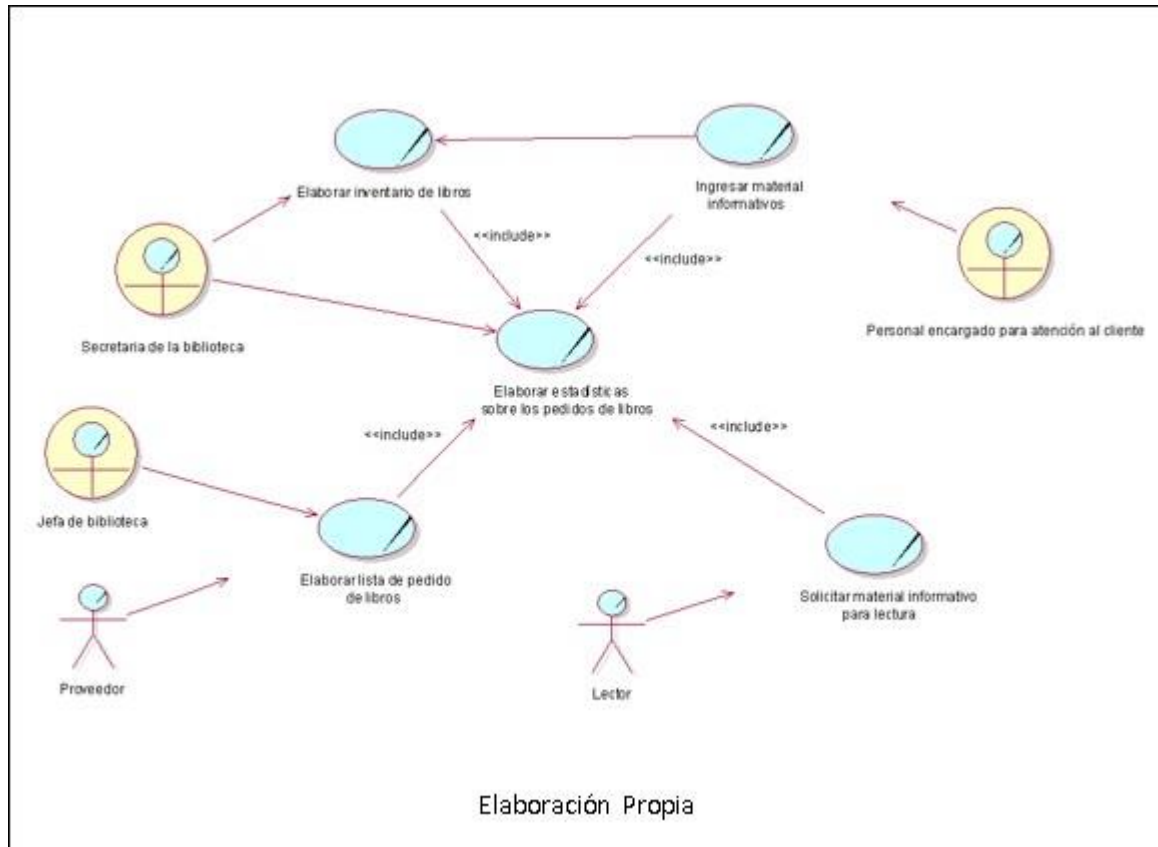 Elaborar inventario de libros
Ingresar material
informativos
<<include>>
<<include>>
Secretaria de la biblioteca
Personal encargado para atención al cliente
Elaborar estadísticas
sobre los pedidos de libros
<<include>>
<<include>>
Jefa de biblioteca
Elaborar lista de pedido
de libros
Solicitar material informativo
para lectura
Proveedor
Lector
Elaboración Propia